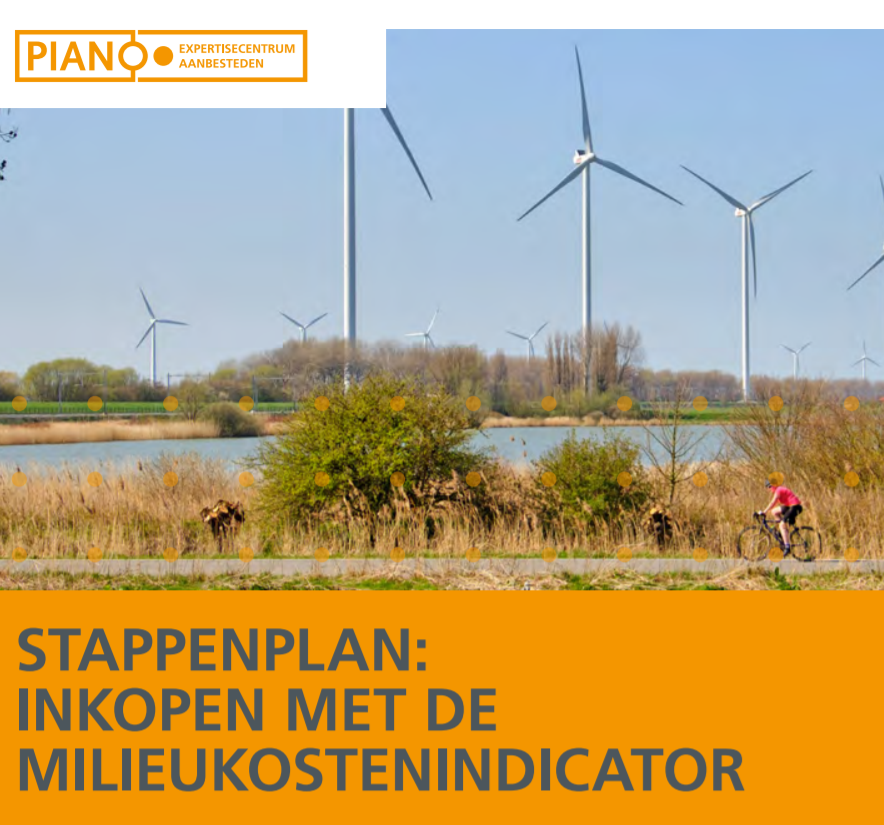 PIANO
EXPERTISECENTRUM
AANBESTEDEN
STAPPENPLAN:
INKOPEN MET DE
MILIEUKOSTENINDICATOR